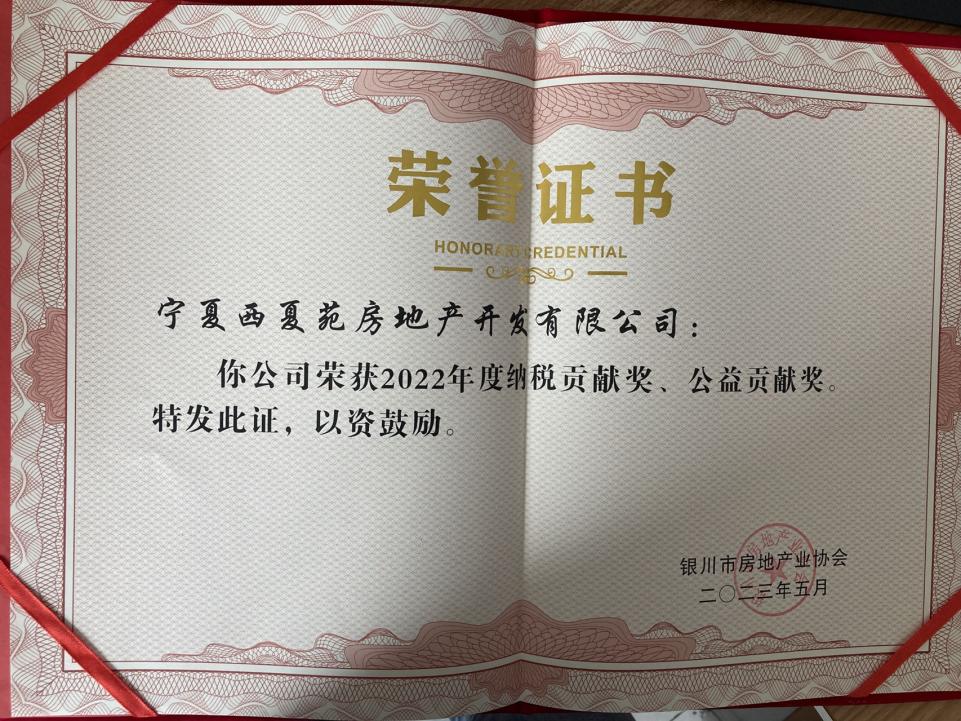 荣誉证书
HONORARY CREDENTIAL
宁夏西夏苑房地产开发有限公司：
你公司荣获2022年度纳税贡献奖、公益贡献奖。
特发此证，以资鼓励。
银川市房地产业协会
二〇二三年五月